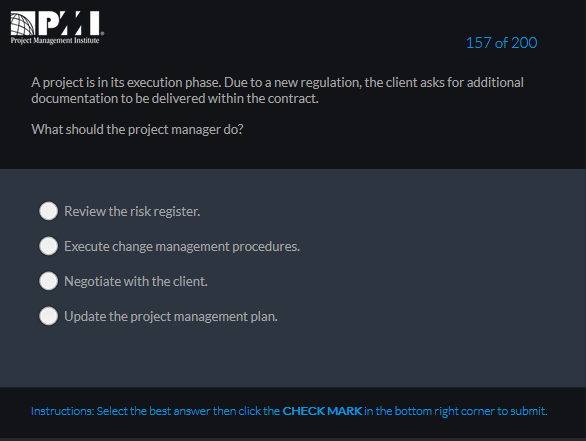 PMI
Project Management Institute
157 of 200
A project is in its execution phase. Due to a new regulation, the client asks for additional
documentation to be delivered within the contract.
What should the project manager do?
Review the risk register.
Execute change management procedures.
Negotiate with the client.
Update the project management plan.
Instructions: Select the best answer then click the CHECK MARK in the bottom right corner to submit.